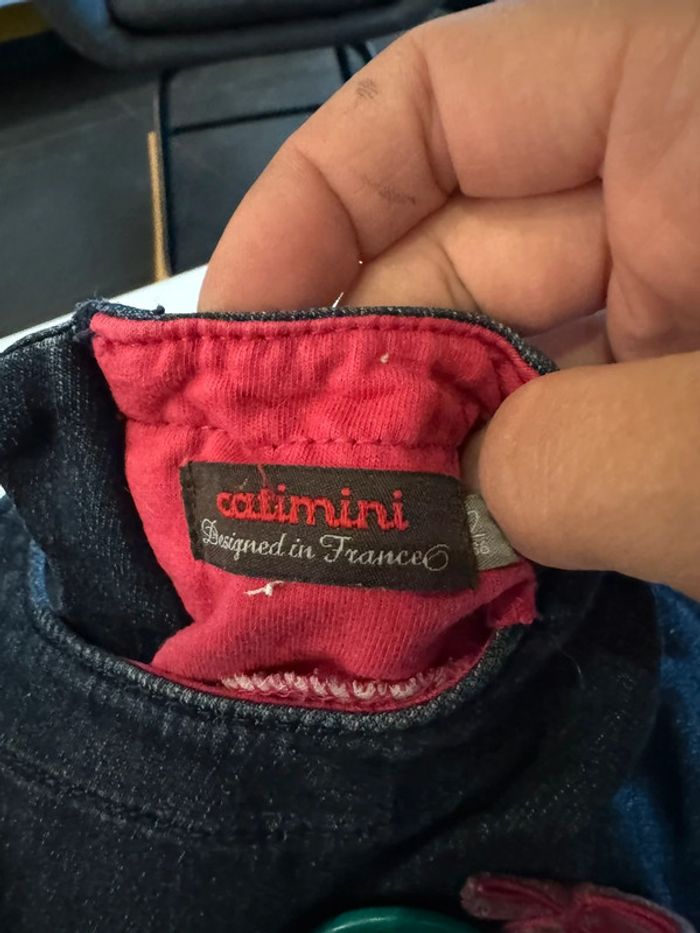 catimini
Designed in France